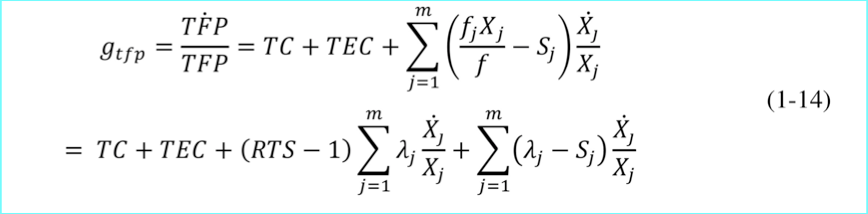 $g_{tfp} = \frac{T\dot{F}P}{TFP} = TC + TEC + \sum_{j=1}^{m} \left( \frac{f_j X_j}{f} - S_j \right) \frac{\dot{X}_J}{X_j}$
(1-14)
$= TC + TEC + (RTS - 1) \sum_{j=1}^{m} \lambda_j \frac{\dot{X}_J}{X_j} + \sum_{j=1}^{m} (\lambda_j - S_j) \frac{\dot{X}_J}{X_j}$